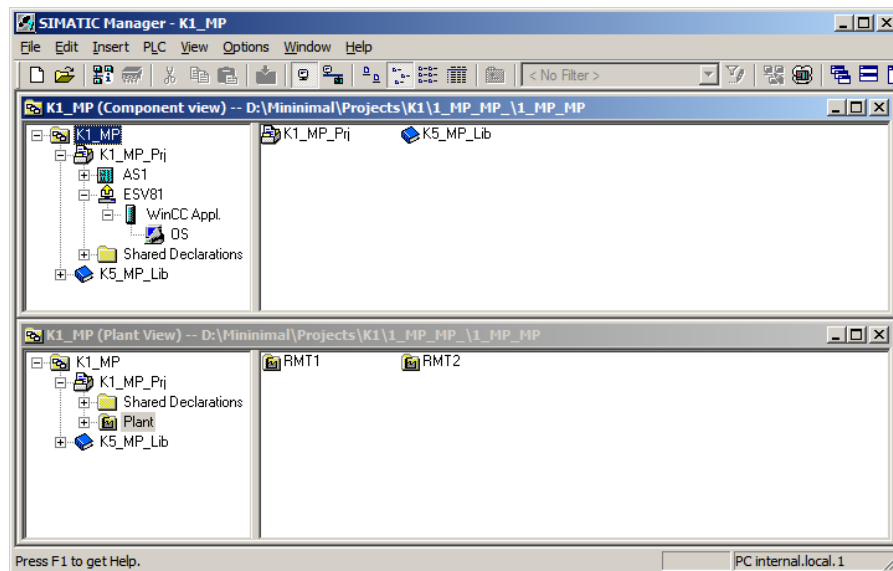 SIMATIC Manager - K1_MP
File Edit Insert PLC View Options Window Help
< No Filter >
K1_MP (Component view) -- D:\Mininimal\Projects\K1\1_MP_MP_\1_MP_MP
K1_MP
K1_MP_Prj
AS1
ESV81
WinCC Appl.
OS
Shared Declarations
K5_MP_Lib
K1_MP_Prj K5_MP_Lib
K1_MP (Plant View) -- D:\Mininimal\Projects\K1\1_MP_MP_\1_MP_MP
K1_MP
K1_MP_Prj
Shared Declarations
Plant
K5_MP_Lib
RMT1 RMT2
Press F1 to get Help.
PC internal.local.1